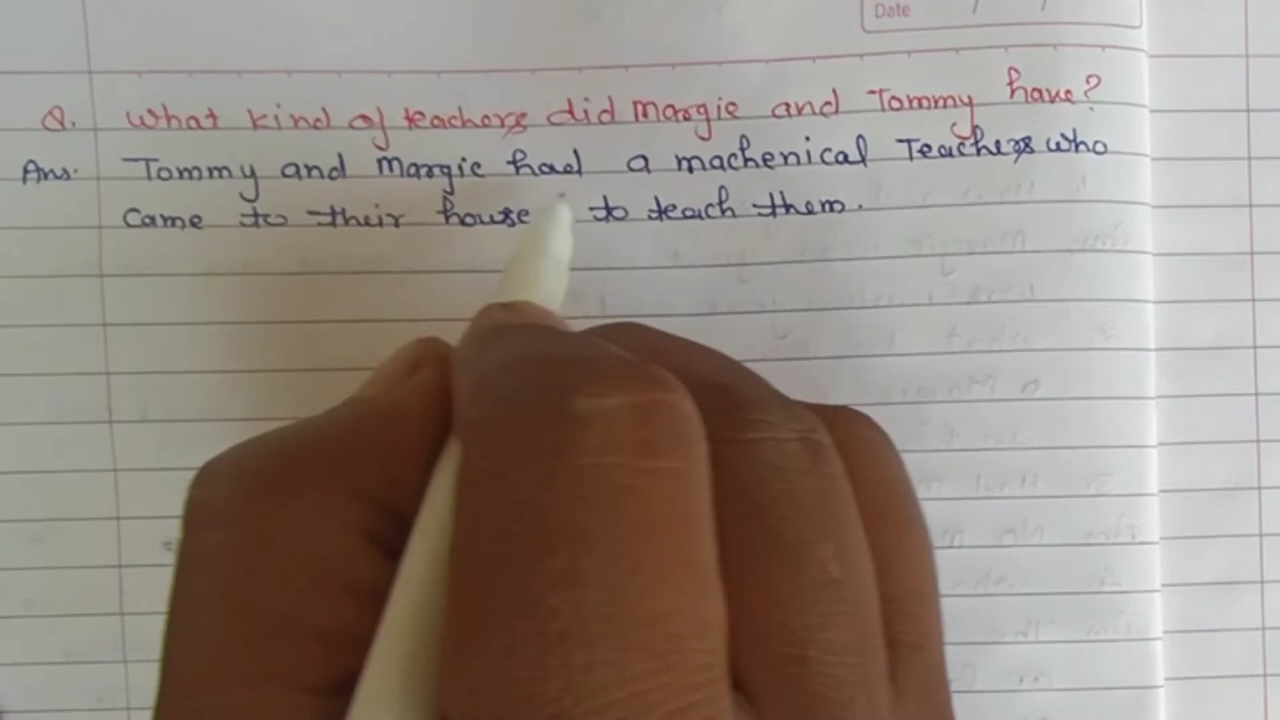 Date / /
Q. What kind of teachers did Margie and Tommy have?
Ans. Tommy and Margie had a machenical Teachers who
came to their house to teach them.